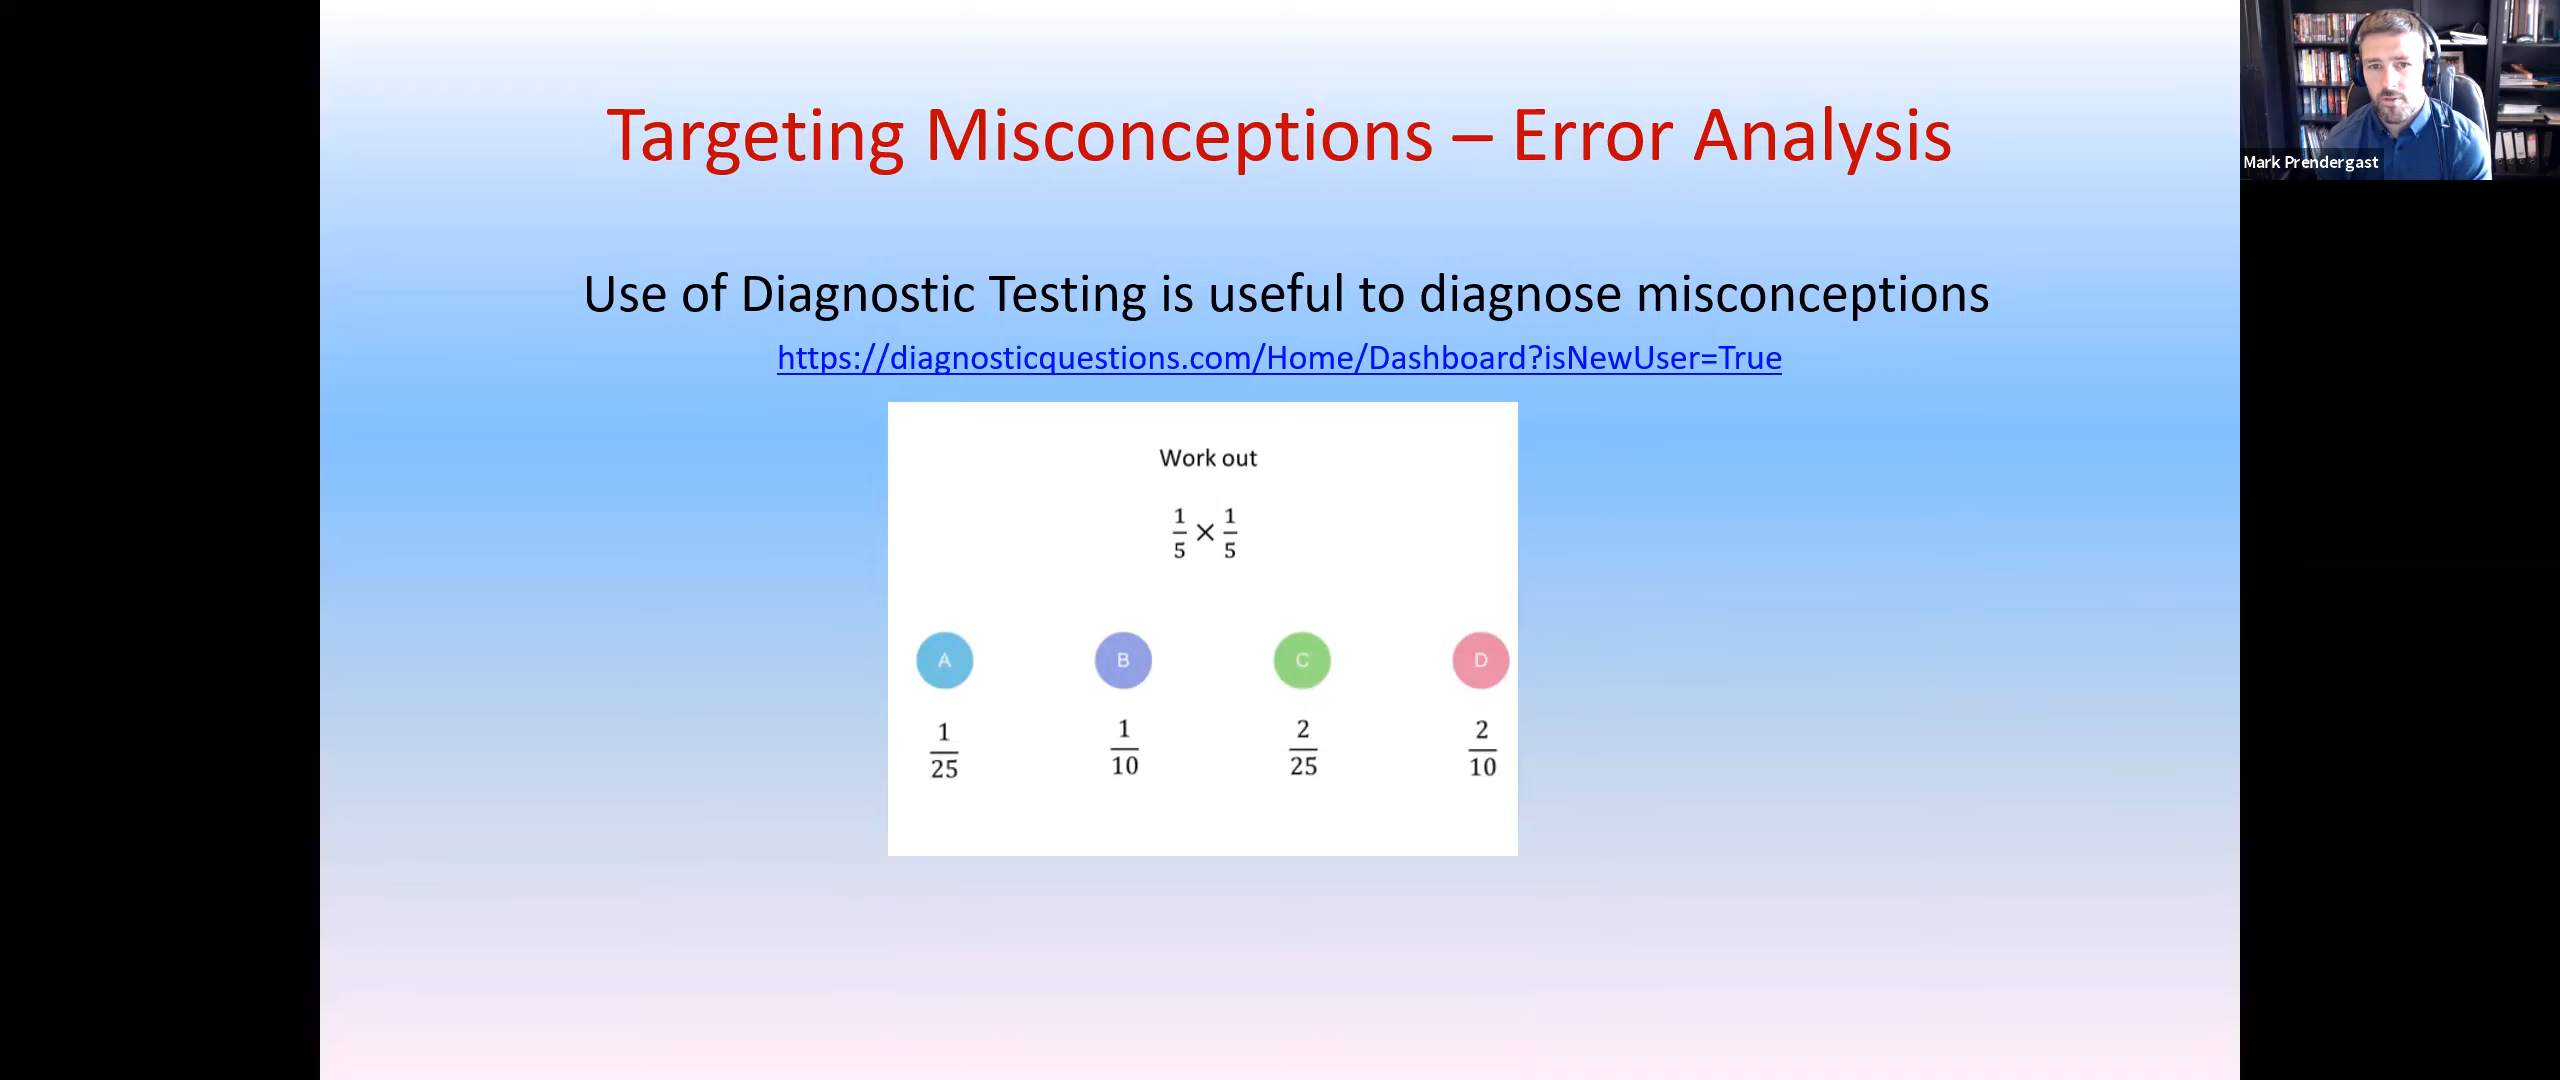 Targeting Misconceptions – Error Analysis
Mark Prendergast
Use of Diagnostic Testing is useful to diagnose misconceptions
https://diagnosticquestions.com/Home/Dashboard?isNewUser=True
Work out
1/5 × 1/5
A B C D
1/25 1/10 2/25 2/10